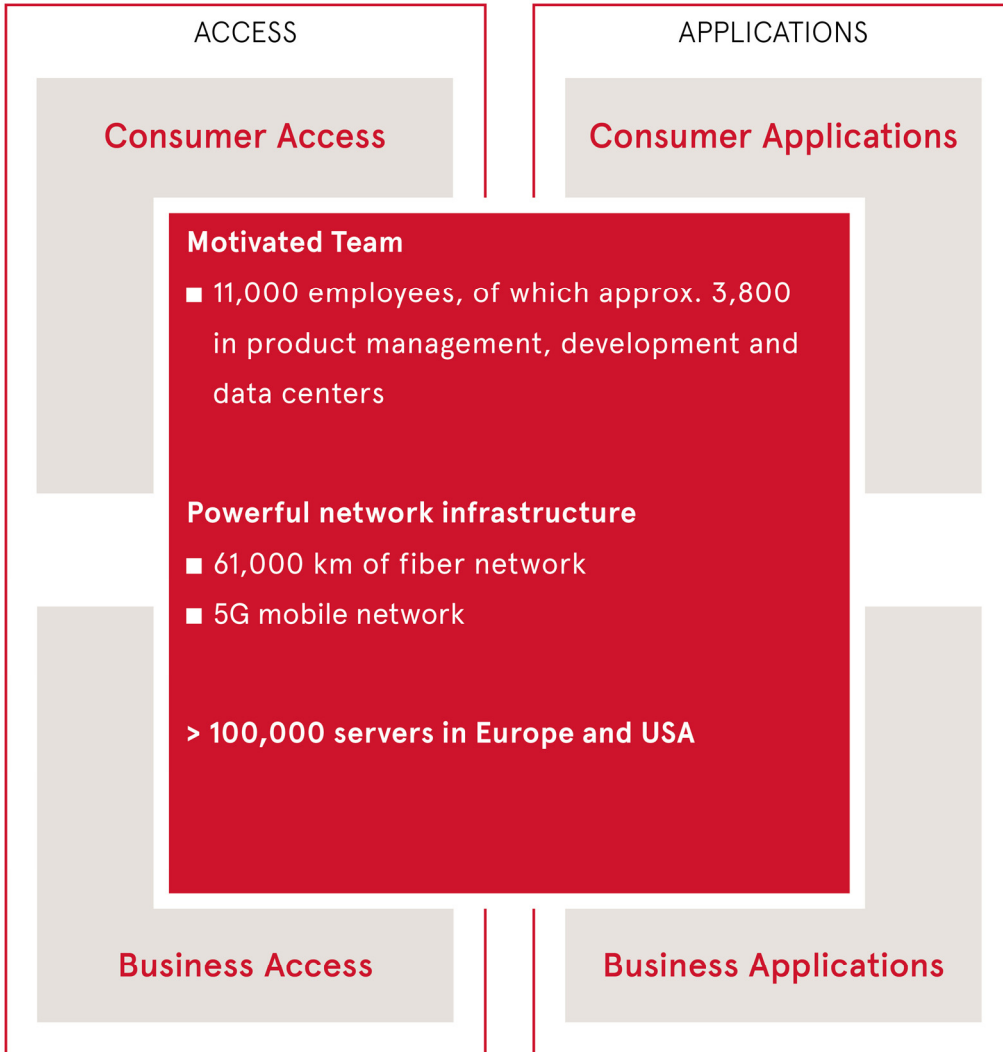 ACCESS
APPLICATIONS
Consumer Access
Consumer Applications
Motivated Team
■ 11,000 employees, of which approx. 3,800
in product management, development and
data centers
Powerful network infrastructure
■ 61,000 km of fiber network
■ 5G mobile network
> 100,000 servers in Europe and USA
Business Access
Business Applications